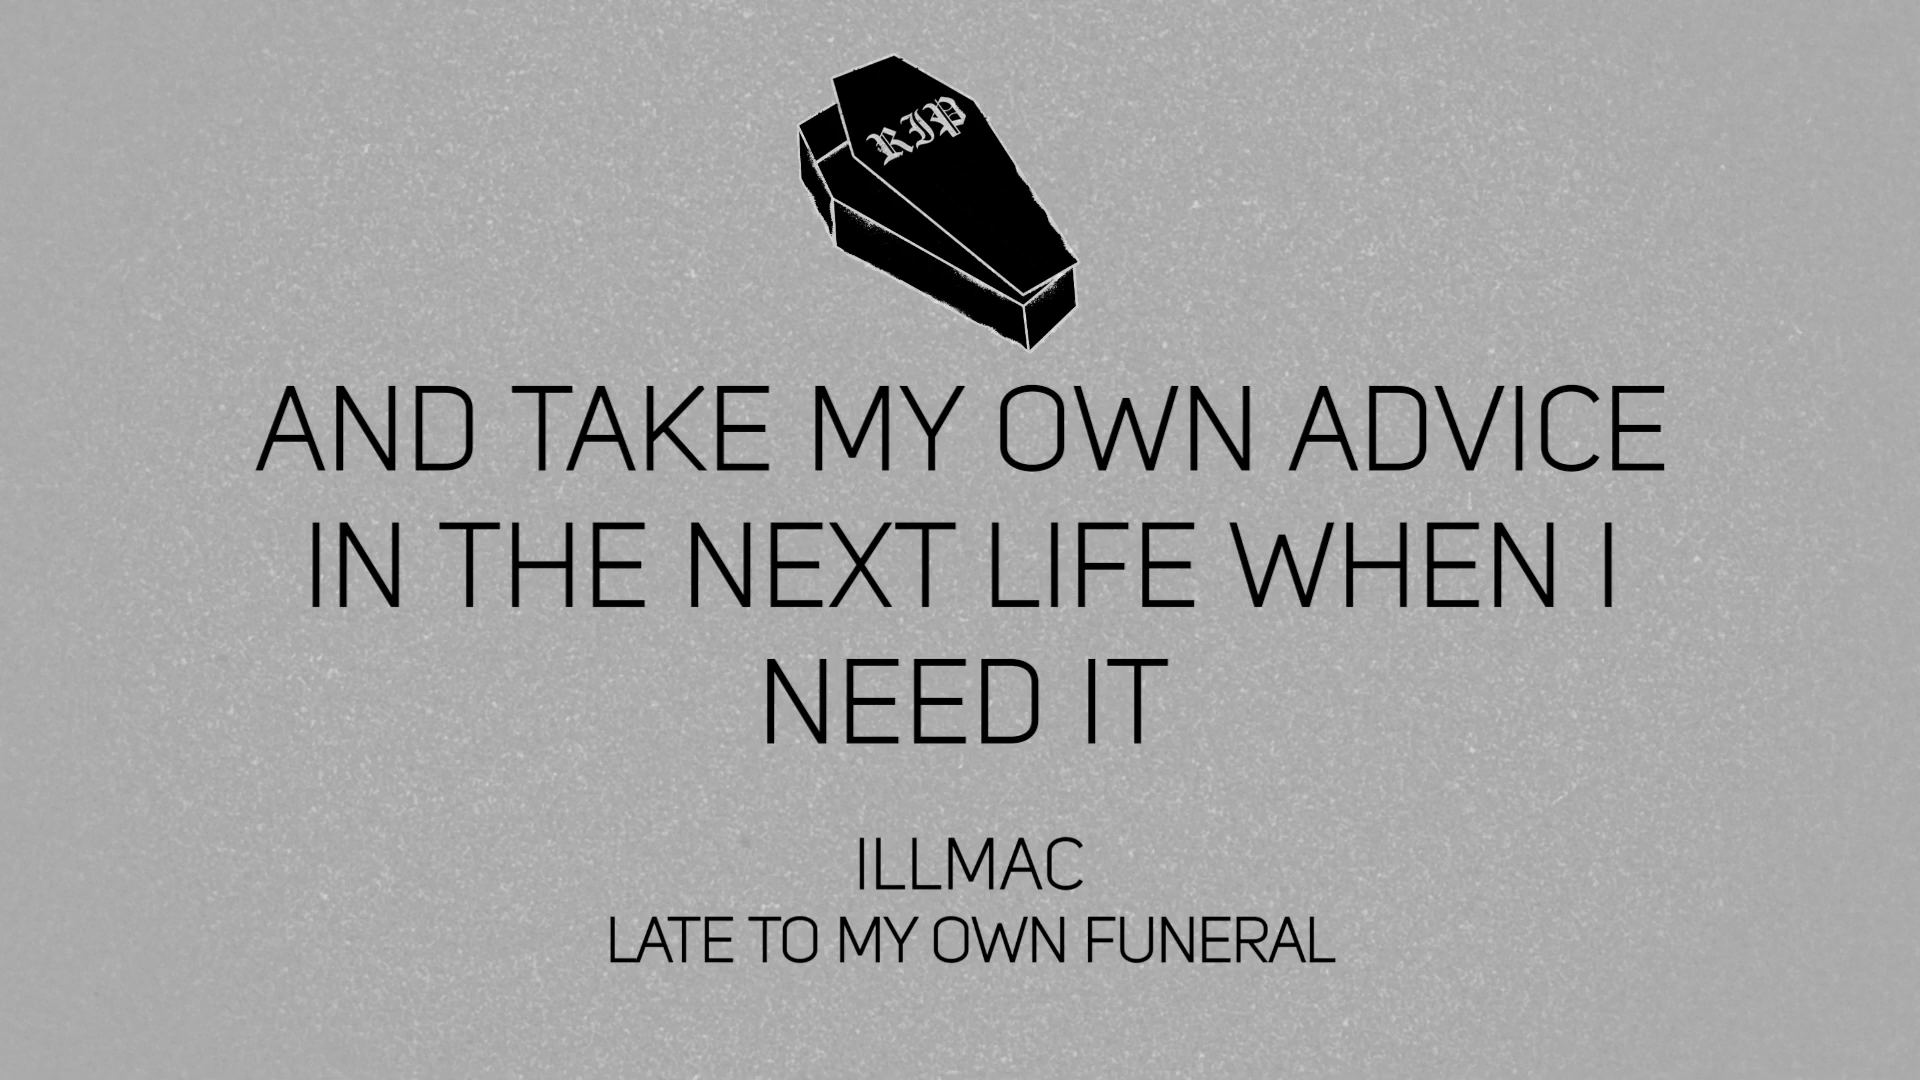 RIP
AND TAKE MY OWN ADVICE
IN THE NEXT LIFE WHEN I
NEED IT
ILLMAC
LATE TO MY OWN FUNERAL